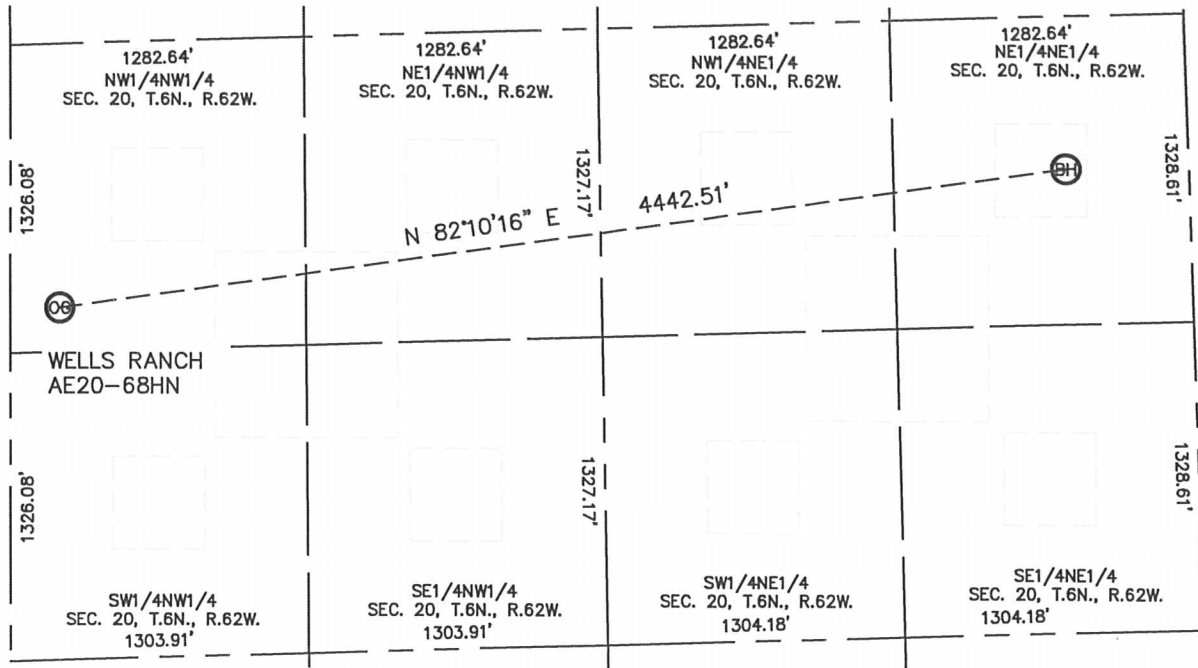 1282.64'
NW1/4NW1/4
SEC. 20, T.6N., R.62W.
1282.64'
NE1/4NW1/4
SEC. 20, T.6N., R.62W.
1282.64'
NW1/4NE1/4
SEC. 20, T.6N., R.62W.
1282.64'
NE1/4NE1/4
SEC. 20, T.6N., R.62W.
1326.08'
1327.17'
1328.61'
N 82°10'16" E 4442.51'
OG
BH
WELLS RANCH
AE20-68HN
1326.08'
1327.17'
1328.61'
SW1/4NW1/4
SEC. 20, T.6N., R.62W.
1303.91'
SE1/4NW1/4
SEC. 20, T.6N., R.62W.
1303.91'
SW1/4NE1/4
SEC. 20, T.6N., R.62W.
1304.18'
SE1/4NE1/4
SEC. 20, T.6N., R.62W.
1304.18'